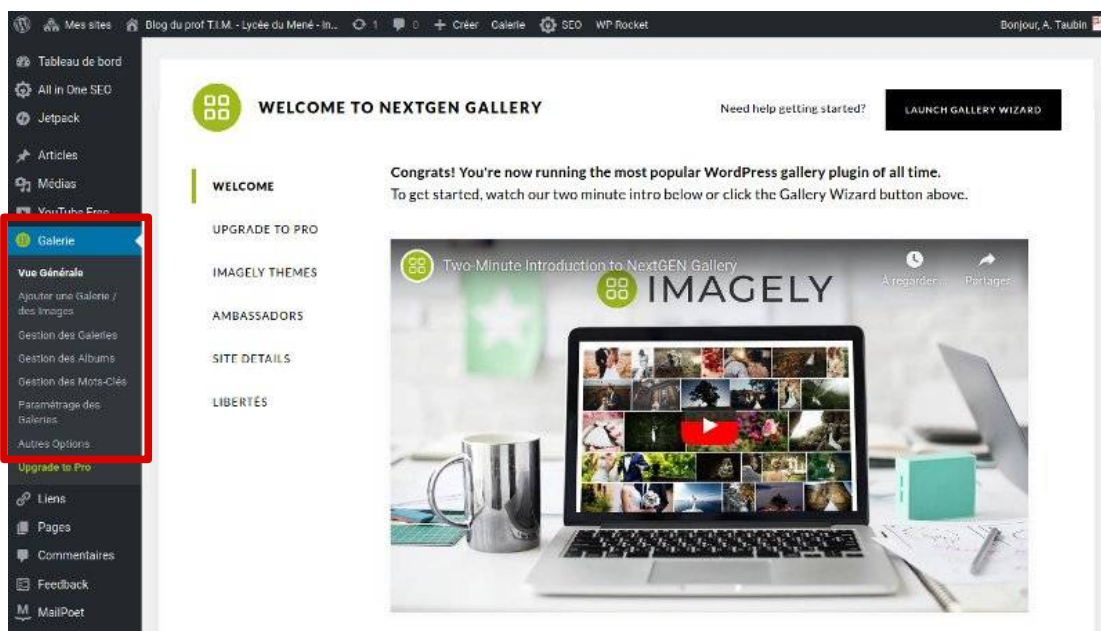 Mes sites
Blog du prof T.I.M. - Lycée du Mené - In...
1
0
+ Créer
Galerie
SEO
WP Rocket
Bonjour, A. Taubin
Tableau de bord
All in One SEO
Jetpack
Articles
Médias
YouTube Free
Galerie
Vue Générale
Ajouter une Galerie /
des Images
Gestion des Galeries
Gestion des Albums
Gestion des Mots-Clés
Paramétrage des
Galeries
Autres Options
Upgrade to Pro
Liens
Pages
Commentaires
Feedback
MailPoet
WELCOME TO NEXTGEN GALLERY
Need help getting started?
LAUNCH GALLERY WIZARD
WELCOME
UPGRADE TO PRO
IMAGELY THEMES
AMBASSADORS
SITE DETAILS
LIBERTÉS
Congrats! You're now running the most popular WordPress gallery plugin of all time.
To get started, watch our two minute intro below or click the Gallery Wizard button above.
Two-Minute Introduction to NextGEN Gallery
À regarder ...
Partager
IMAGELY